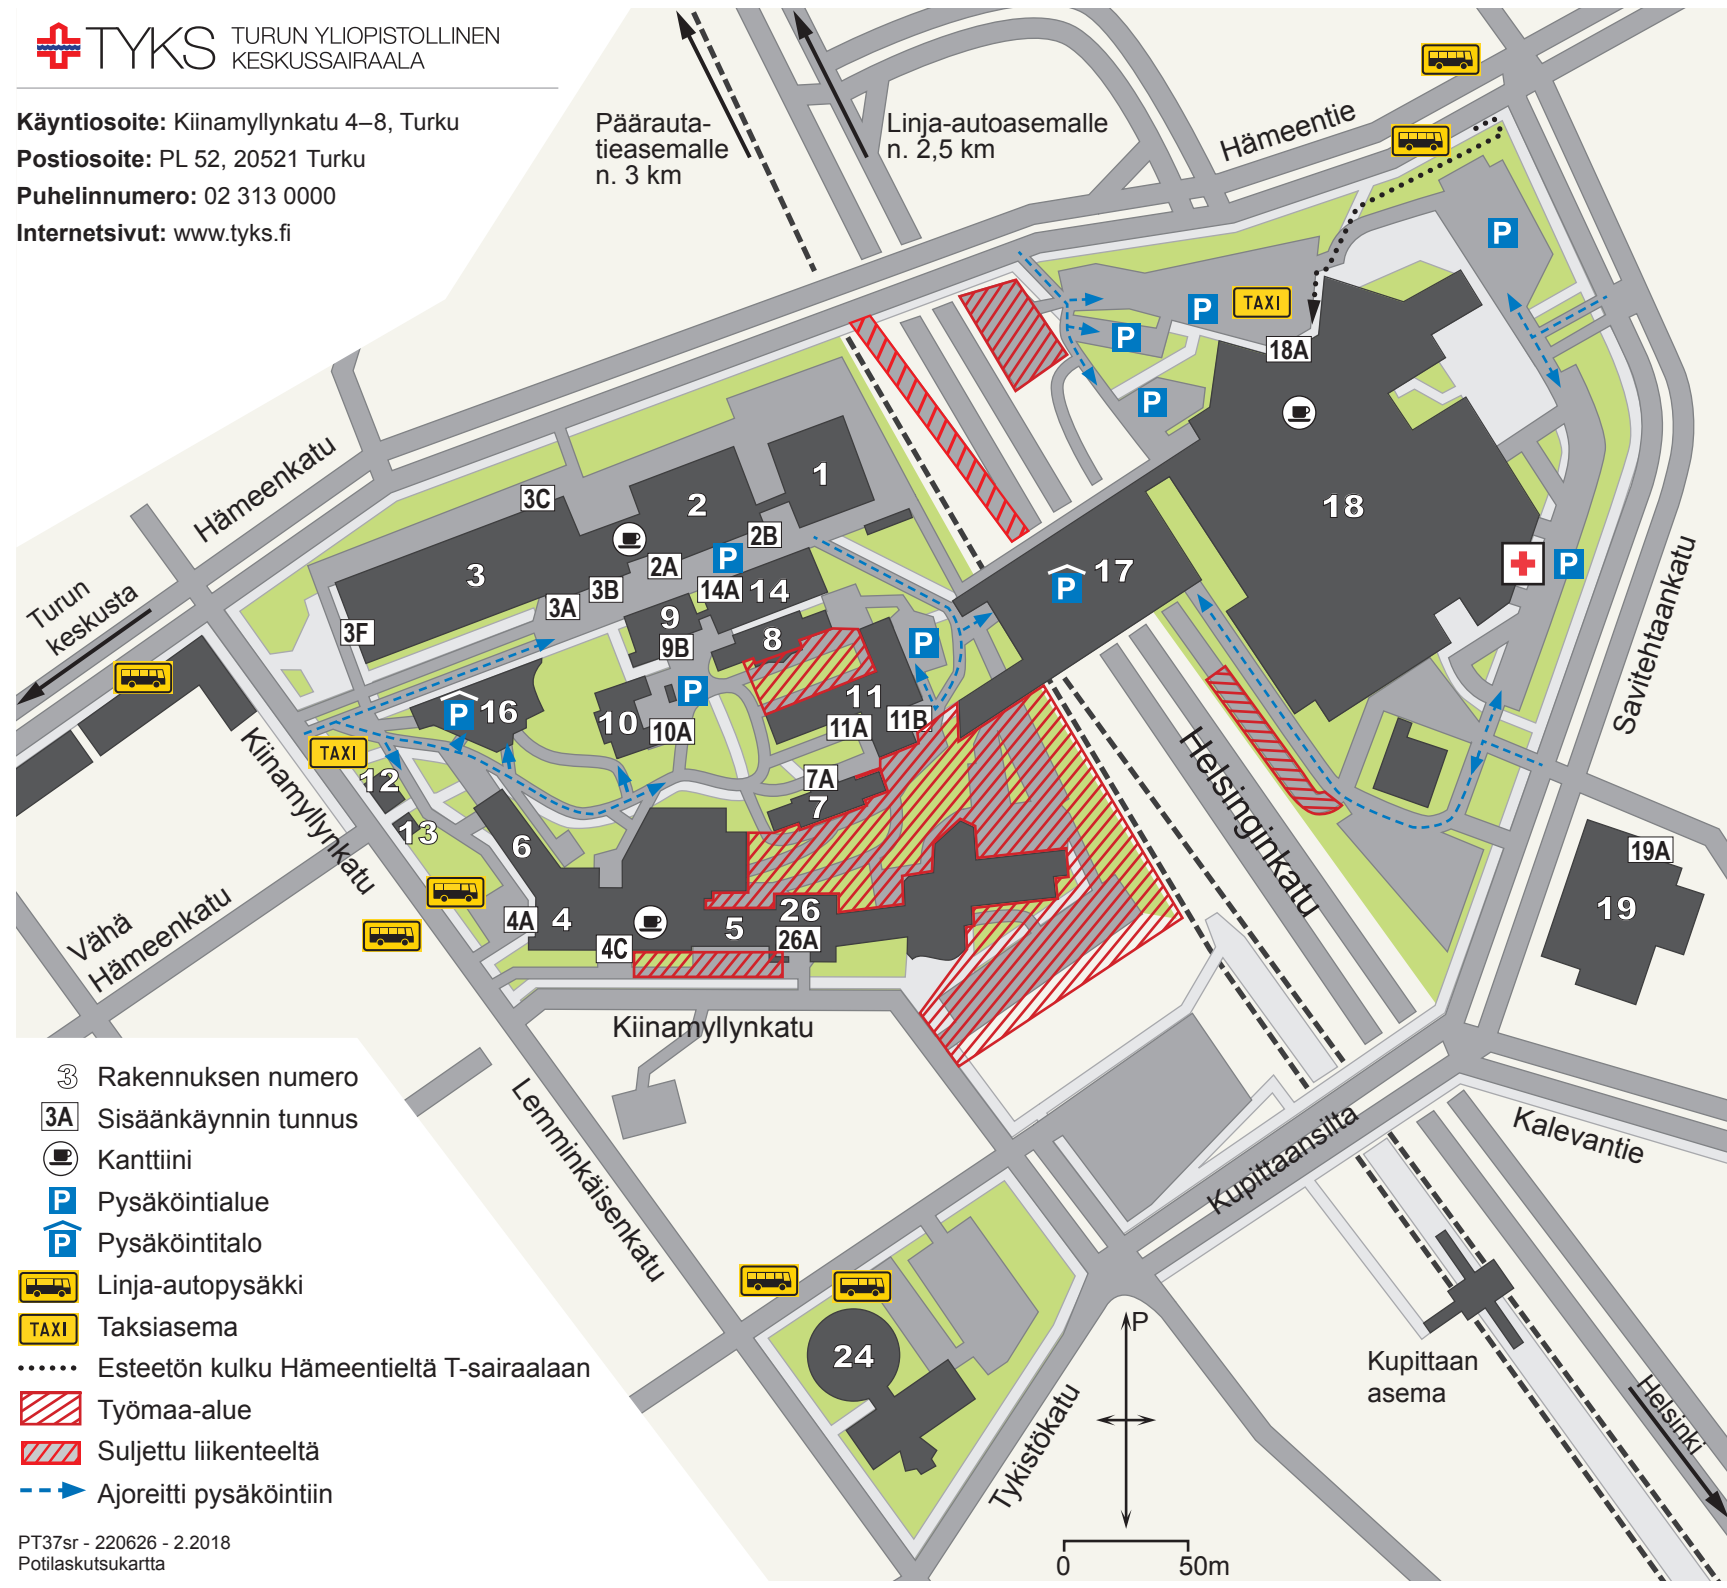 TYKS
TURUN YLIOPISTOLLINEN
KESKUSSAIRAALA
Käyntiosoite: Kiinamyllynkatu 4–8, Turku
Postiosoite: PL 52, 20521 Turku
Puhelinnumero: 02 313 0000
Internetsivut: www.tyks.fi
Päärauta-
tieasemalle
n. 3 km
Linja-autoasemalle
n. 2,5 km
Hämeentie
P
P
TAXI
P
18A
P
Hämeenkatu
1
2
3C
3
2B
2A
P
3B
3A
14A
14
9
9B
8
3F
P
17
18
P
Savitehtaankatu
Turun
keskusta
P
16
10
10A
P
11
11A
11B
P
TAXI
12
13
Kiinamyllynkatu
7A
7
6
Helsinginkatu
19A
19
4A
4
4C
5
26
26A
Vähä
Hämeenkatu
Kiinamyllynkatu
Lemminkäisenkatu
Kupittaansilta
Kalevantie
24
P
Kupittaan
asema
Helsinki
Tykistökatu
0
50m
3 Rakennuksen numero
3A Sisäänkäynnin tunnus
Kanttiini
P Pysäköintialue
P Pysäköintitalo
Linja-autopysäkki
TAXI Taksiasema
Esteetön kulku Hämeentieltä T-sairaalaan
Työmaa-alue
Suljettu liikenteeltä
Ajoreitti pysäköintiin
PT37sr - 220626 - 2.2018
Potilaskutsukartta